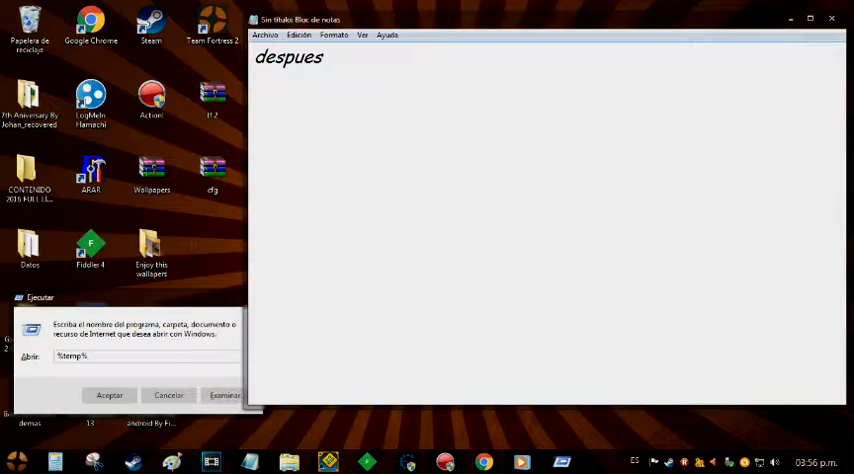 Papelera de
reciclaje
Google Chrome
Steam
Team Fortress 2
7th Aniversary By
Johan_recovered
LogMeIn
Hamachi
Action!
tf2
CONTENIDO
2016 FULL LI...
ARAR
Wallpapers
cfg
Datos
Fiddler 4
Enjoy this
wallapers
Sin título: Bloc de notas
Archivo Edición Formato Ver Ayuda
despues
Ejecutar
Escriba el nombre del programa, carpeta, documento o
recurso de Internet que desea abrir con Windows.
Abrir: %temp%
Aceptar Cancelar Examinar...
demas
13
android By Fi...
ES
03:56 p.m.